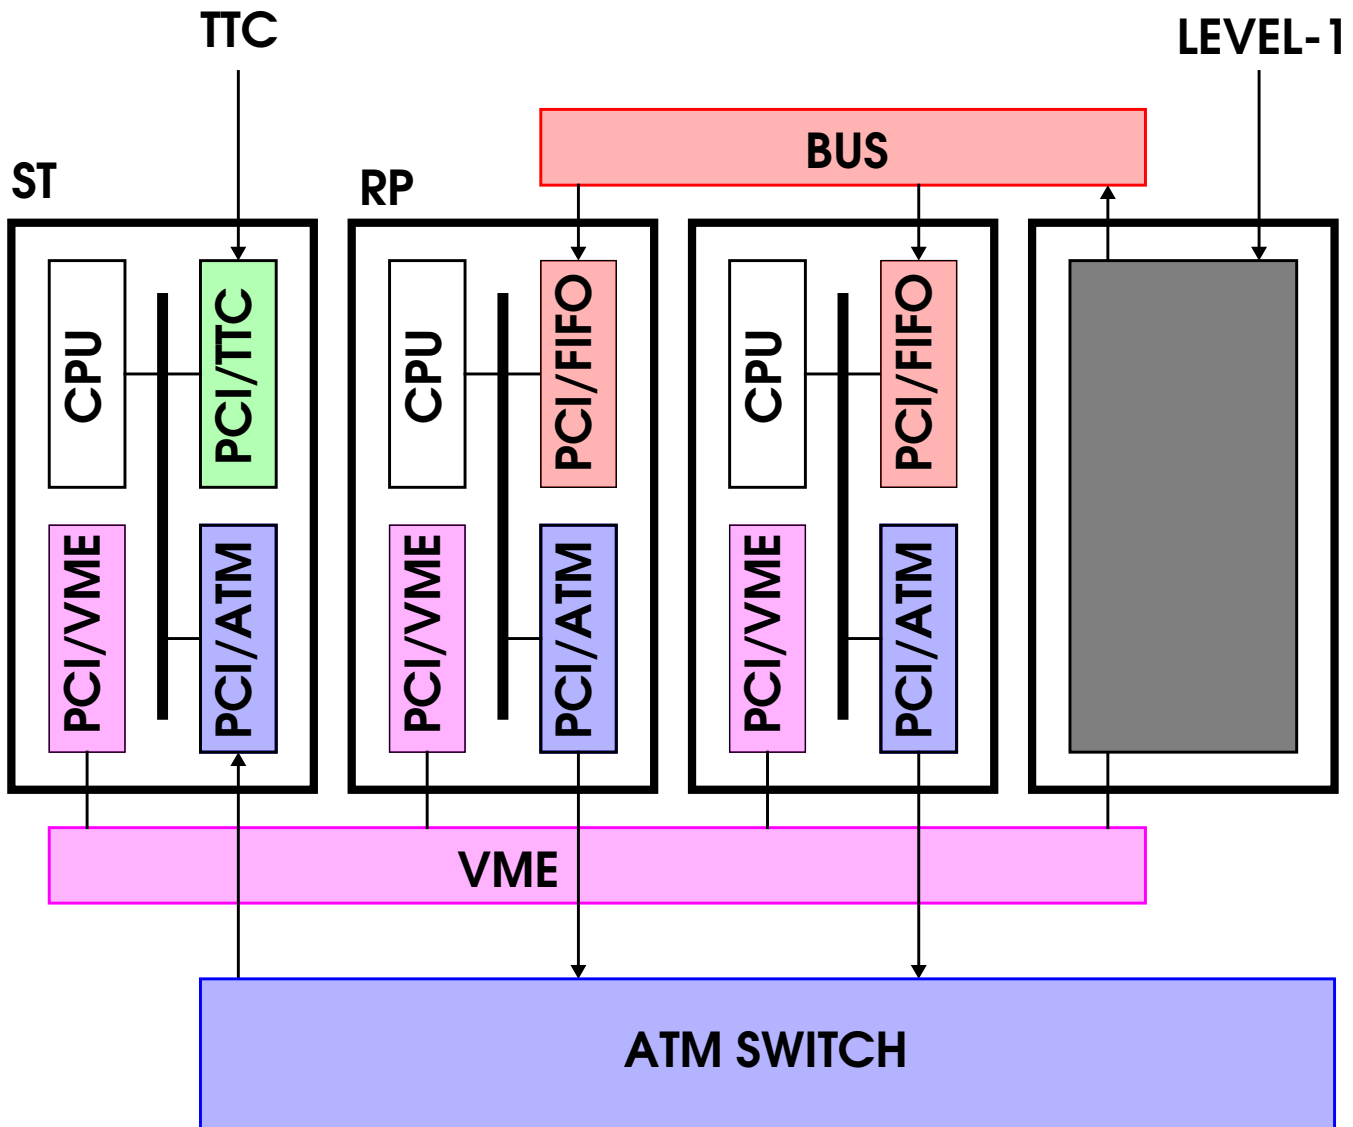 TTC
LEVEL-1
BUS
ST
RP
CPU
PCI/TTC
CPU
PCI/FIFO
CPU
PCI/FIFO
PCI/VME
PCI/ATM
PCI/VME
PCI/ATM
PCI/VME
PCI/ATM
VME
ATM SWITCH